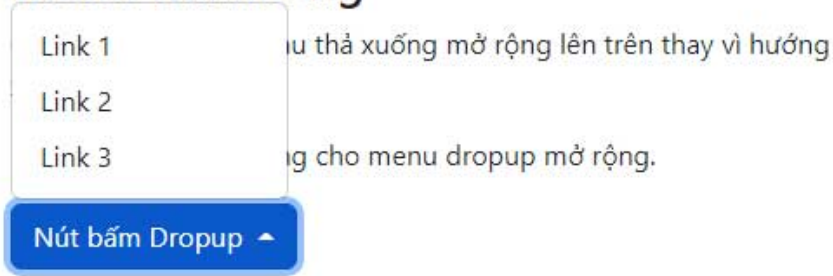 Link 1
thả xuống mở rộng lên trên thay vì hướng
Link 2
Link 3
cho menu dropup mở rộng.
Nút bấm Dropup